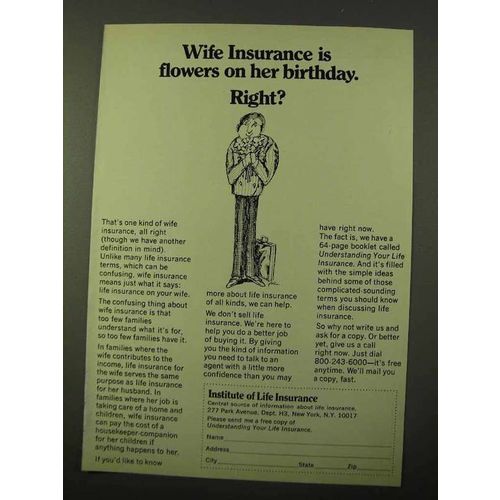 Wife Insurance is
flowers on her birthday.
Right?
That's one kind of wife
insurance, all right
(though we have another
definition in mind).
Unlike many life insurance
terms, which can be
confusing, wife insurance
means just what it says:
life insurance on your wife.
The confusing thing about
wife insurance is that
too few families
understand what it's for,
so too few families have it.
In families where the
wife contributes to the
income, life insurance for
the wife serves the same
purpose as life insurance
for her husband. In
families where her job is
taking care of a home and
children, wife insurance
can pay the cost of a
housekeeper-companion
for her children if
anything happens to her.
If you'd like to know
more about life insurance
of all kinds, we can help.
We don't sell life
insurance. We're here to
help you do a better job
of buying it. By giving
you the kind of information
you need to talk to an
agent with a little more
confidence than you may
have right now.
The fact is, we have a
64-page booklet called
Understanding Your Life
Insurance. And it's filled
with the simple ideas
behind some of those
complicated-sounding
terms you should know
when discussing life
insurance.
So why not write us and
ask for a copy. Or better
yet, give us a call
right now. Just dial
800-243-6000—it's free
anytime. We'll mail you
a copy, fast.
Institute of Life Insurance
Central source of information about life insurance.
277 Park Avenue, Dept. H3, New York, N.Y. 10017
Please send me a free copy of
Understanding Your Life Insurance.
Name
Address
City State Zip